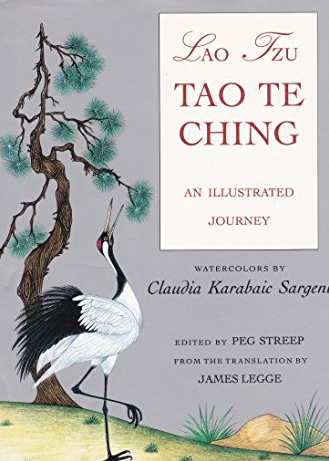 LAO TZU
TAO TE
CHING
AN ILLUSTRATED
JOURNEY
WATERCOLORS BY
Claudia Karabaic Sargent
EDITED BY PEG STREEP
FROM THE TRANSLATION BY
JAMES LEGGE